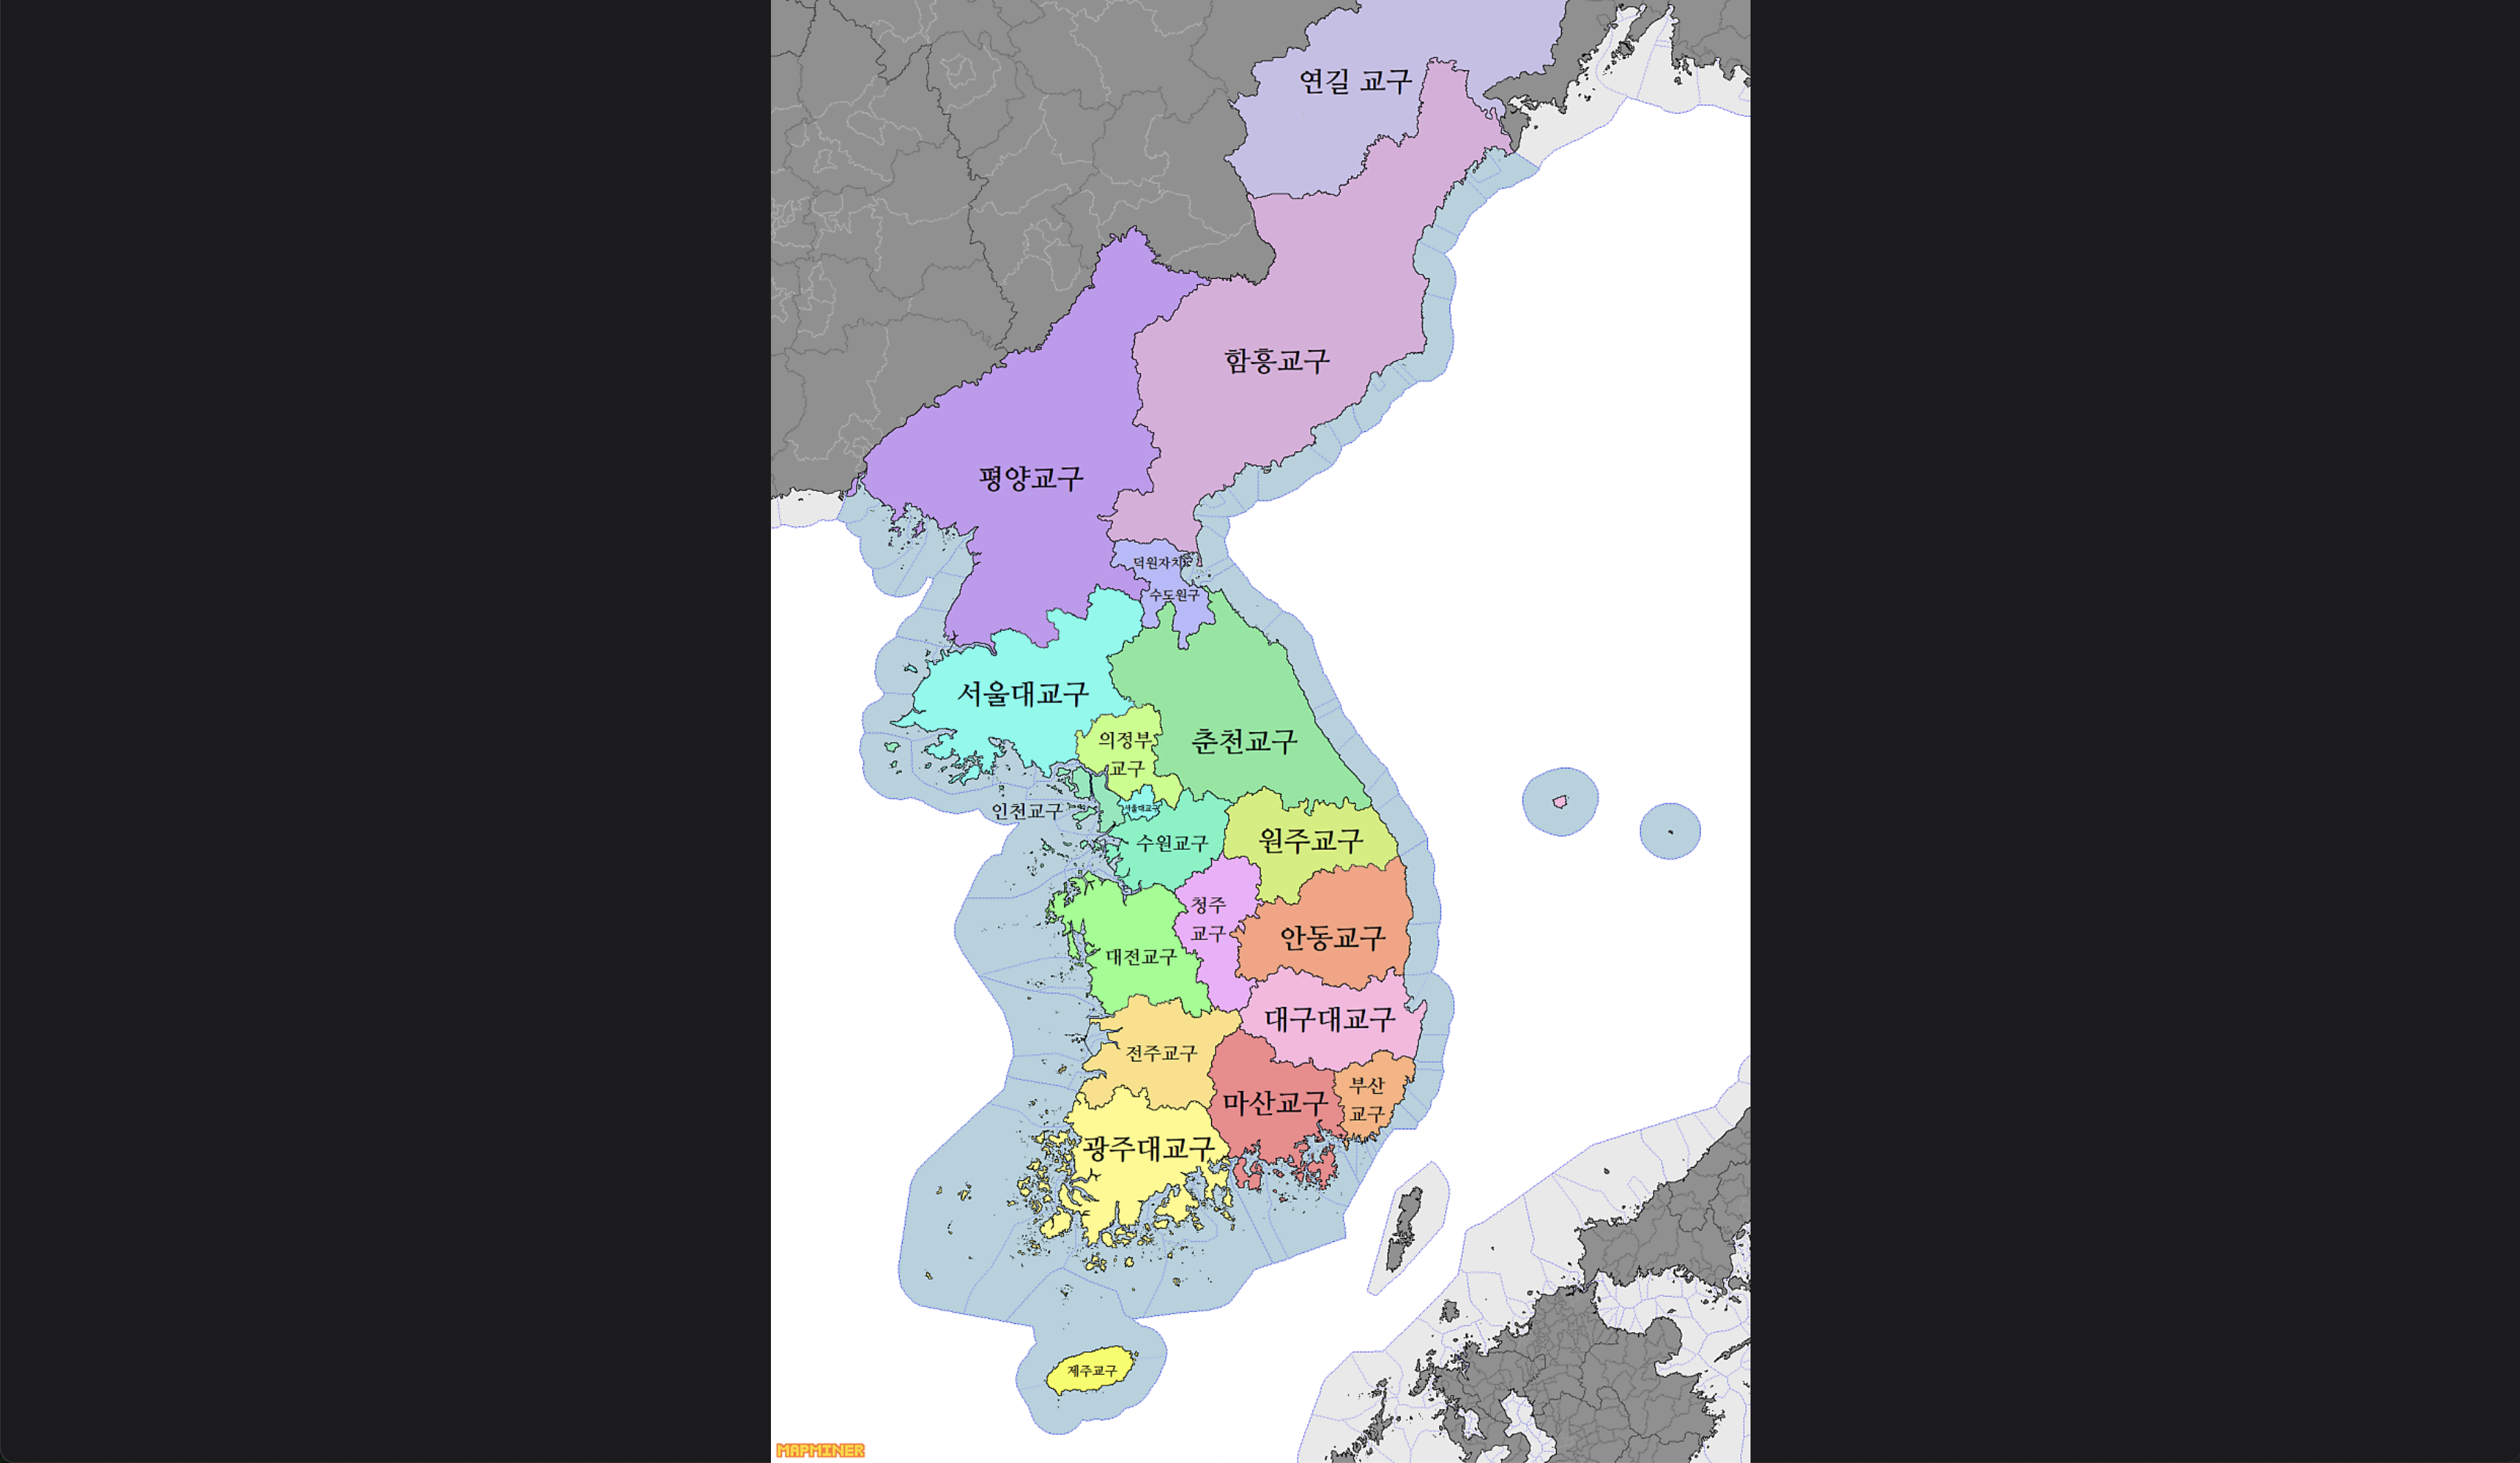 연길 교구
함흥교구
평양교구
덕원자치
수도원구
서울대교구
의정부
교구
춘천교구
인천교구
서울대교구
수원교구
원주교구
청주
교구
안동교구
대전교구
대구대교구
전주교구
마산교구
부산
교구
광주대교구
제주교구
MAPMINER